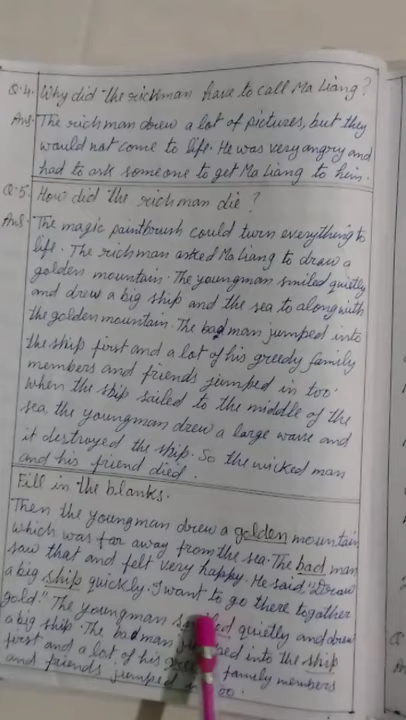 Q.4. Why did the richman have to call Ma Liang?
Ans. The richman drew a lot of pictures, but they
would not come to life. He was very angry and
had to ask someone to get Ma Liang to him.
Q.5. How did the rich man die?
Ans. The magic paintbrush could turn everything to
life. The richman asked Ma Liang to draw a
golden mountain. The youngman smiled quietly
and drew a big ship and the sea to along with
the golden mountain. The bad man jumped into
the ship first and a lot of his greedy family
members and friends jumped in too.
When the ship sailed to the middle of the
sea, the youngman drew a large wave and
it destroyed the ship. So the wicked man
and his friend died.
Fill in the blanks.
Then the youngman drew a golden mountain
which was far away from the sea. The bad man
saw that and felt very happy. He said "Draw
a big ship quickly. I want to go there together
gold." The youngman smiled quietly and drew
a big ship. The bad man jumped into the ship
first and a lot of his family members
and friends jumped too.